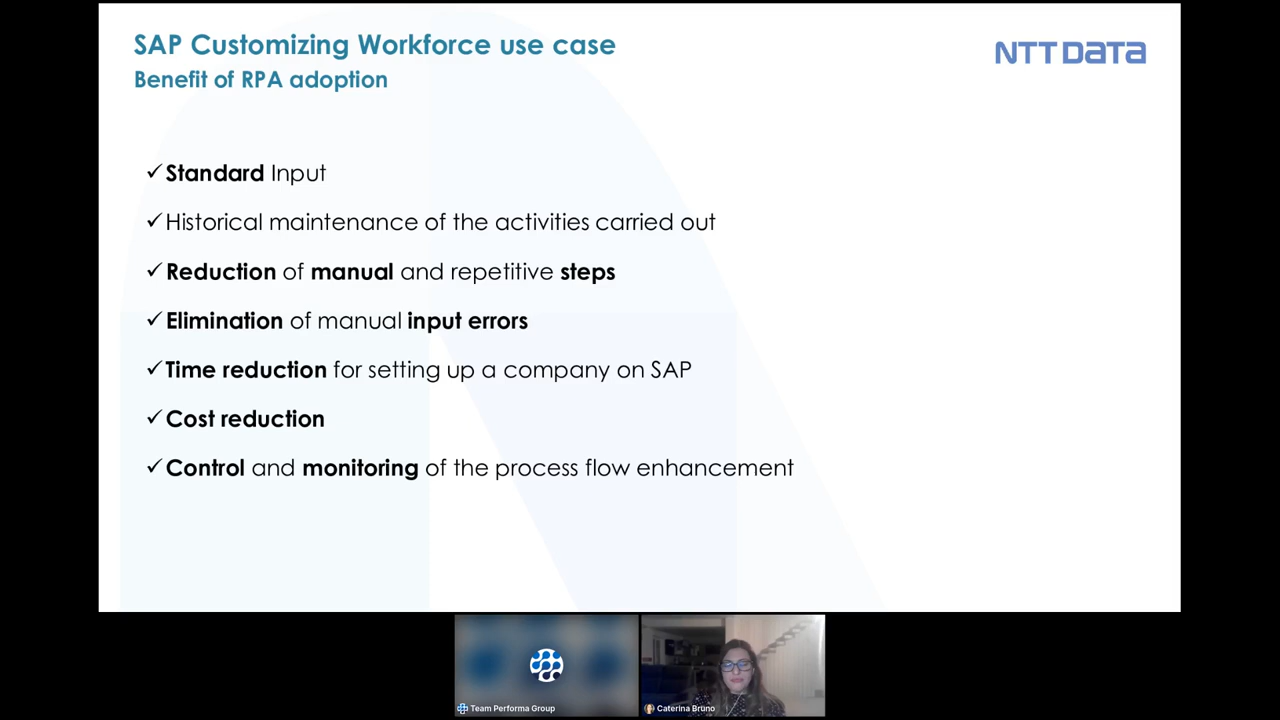 SAP Customizing Workforce use case
NTT DATA
Benefit of RPA adoption
✓Standard Input
✓Historical maintenance of the activities carried out
✓Reduction of manual and repetitive steps
✓Elimination of manual input errors
✓Time reduction for setting up a company on SAP
✓Cost reduction
✓Control and monitoring of the process flow enhancement
Team Performa Group
Caterina Bruno